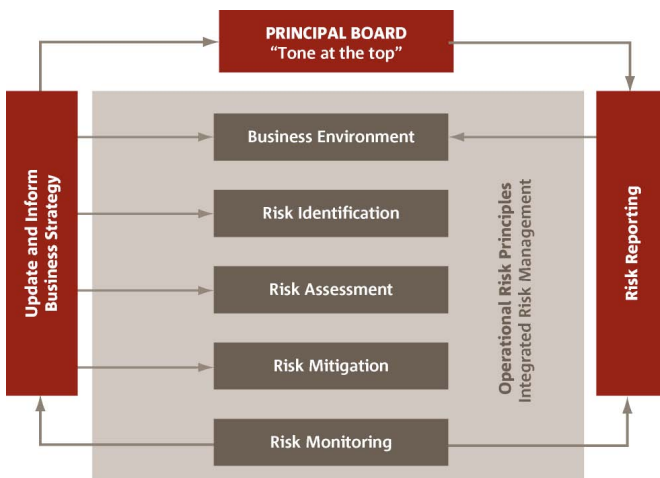 PRINCIPAL BOARD
“Tone at the top”
Update and Inform
Business Strategy
Business Environment
Risk Identification
Risk Assessment
Risk Mitigation
Risk Monitoring
Operational Risk Principles
Integrated Risk Management
Risk Reporting